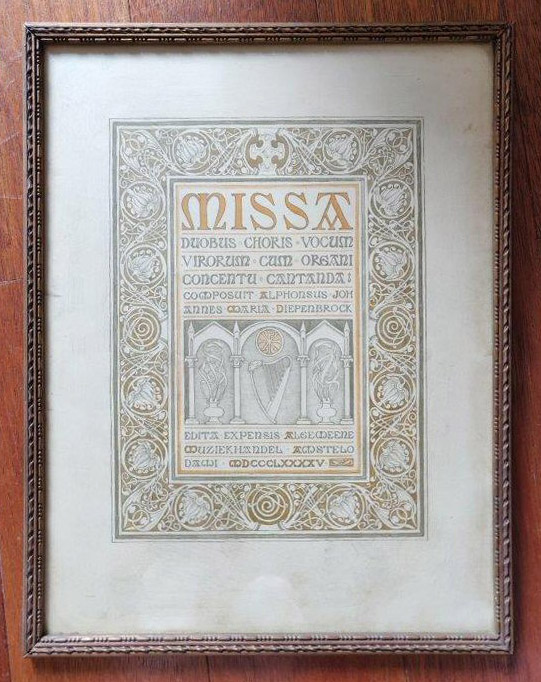 MISSA
DUOBUS CHORIS · VOCUM
VIRORUM · CUM ORGANI
CONCENTU · CANTANDA :
COMPOSUIT ALPHONSUS JOH
ANNES MARIA · DIEPENBROCK
EDITA · EXPENSIS ALGEMEENE
MUZIEKHANDEL · AMSTELO
DAMI · MDCCCLXXXXV